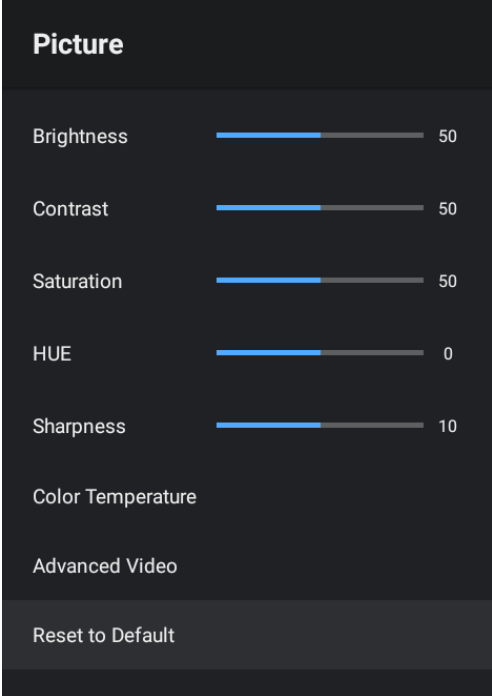 Picture
Brightness 50
Contrast 50
Saturation 50
HUE 0
Sharpness 10
Color Temperature
Advanced Video
Reset to Default